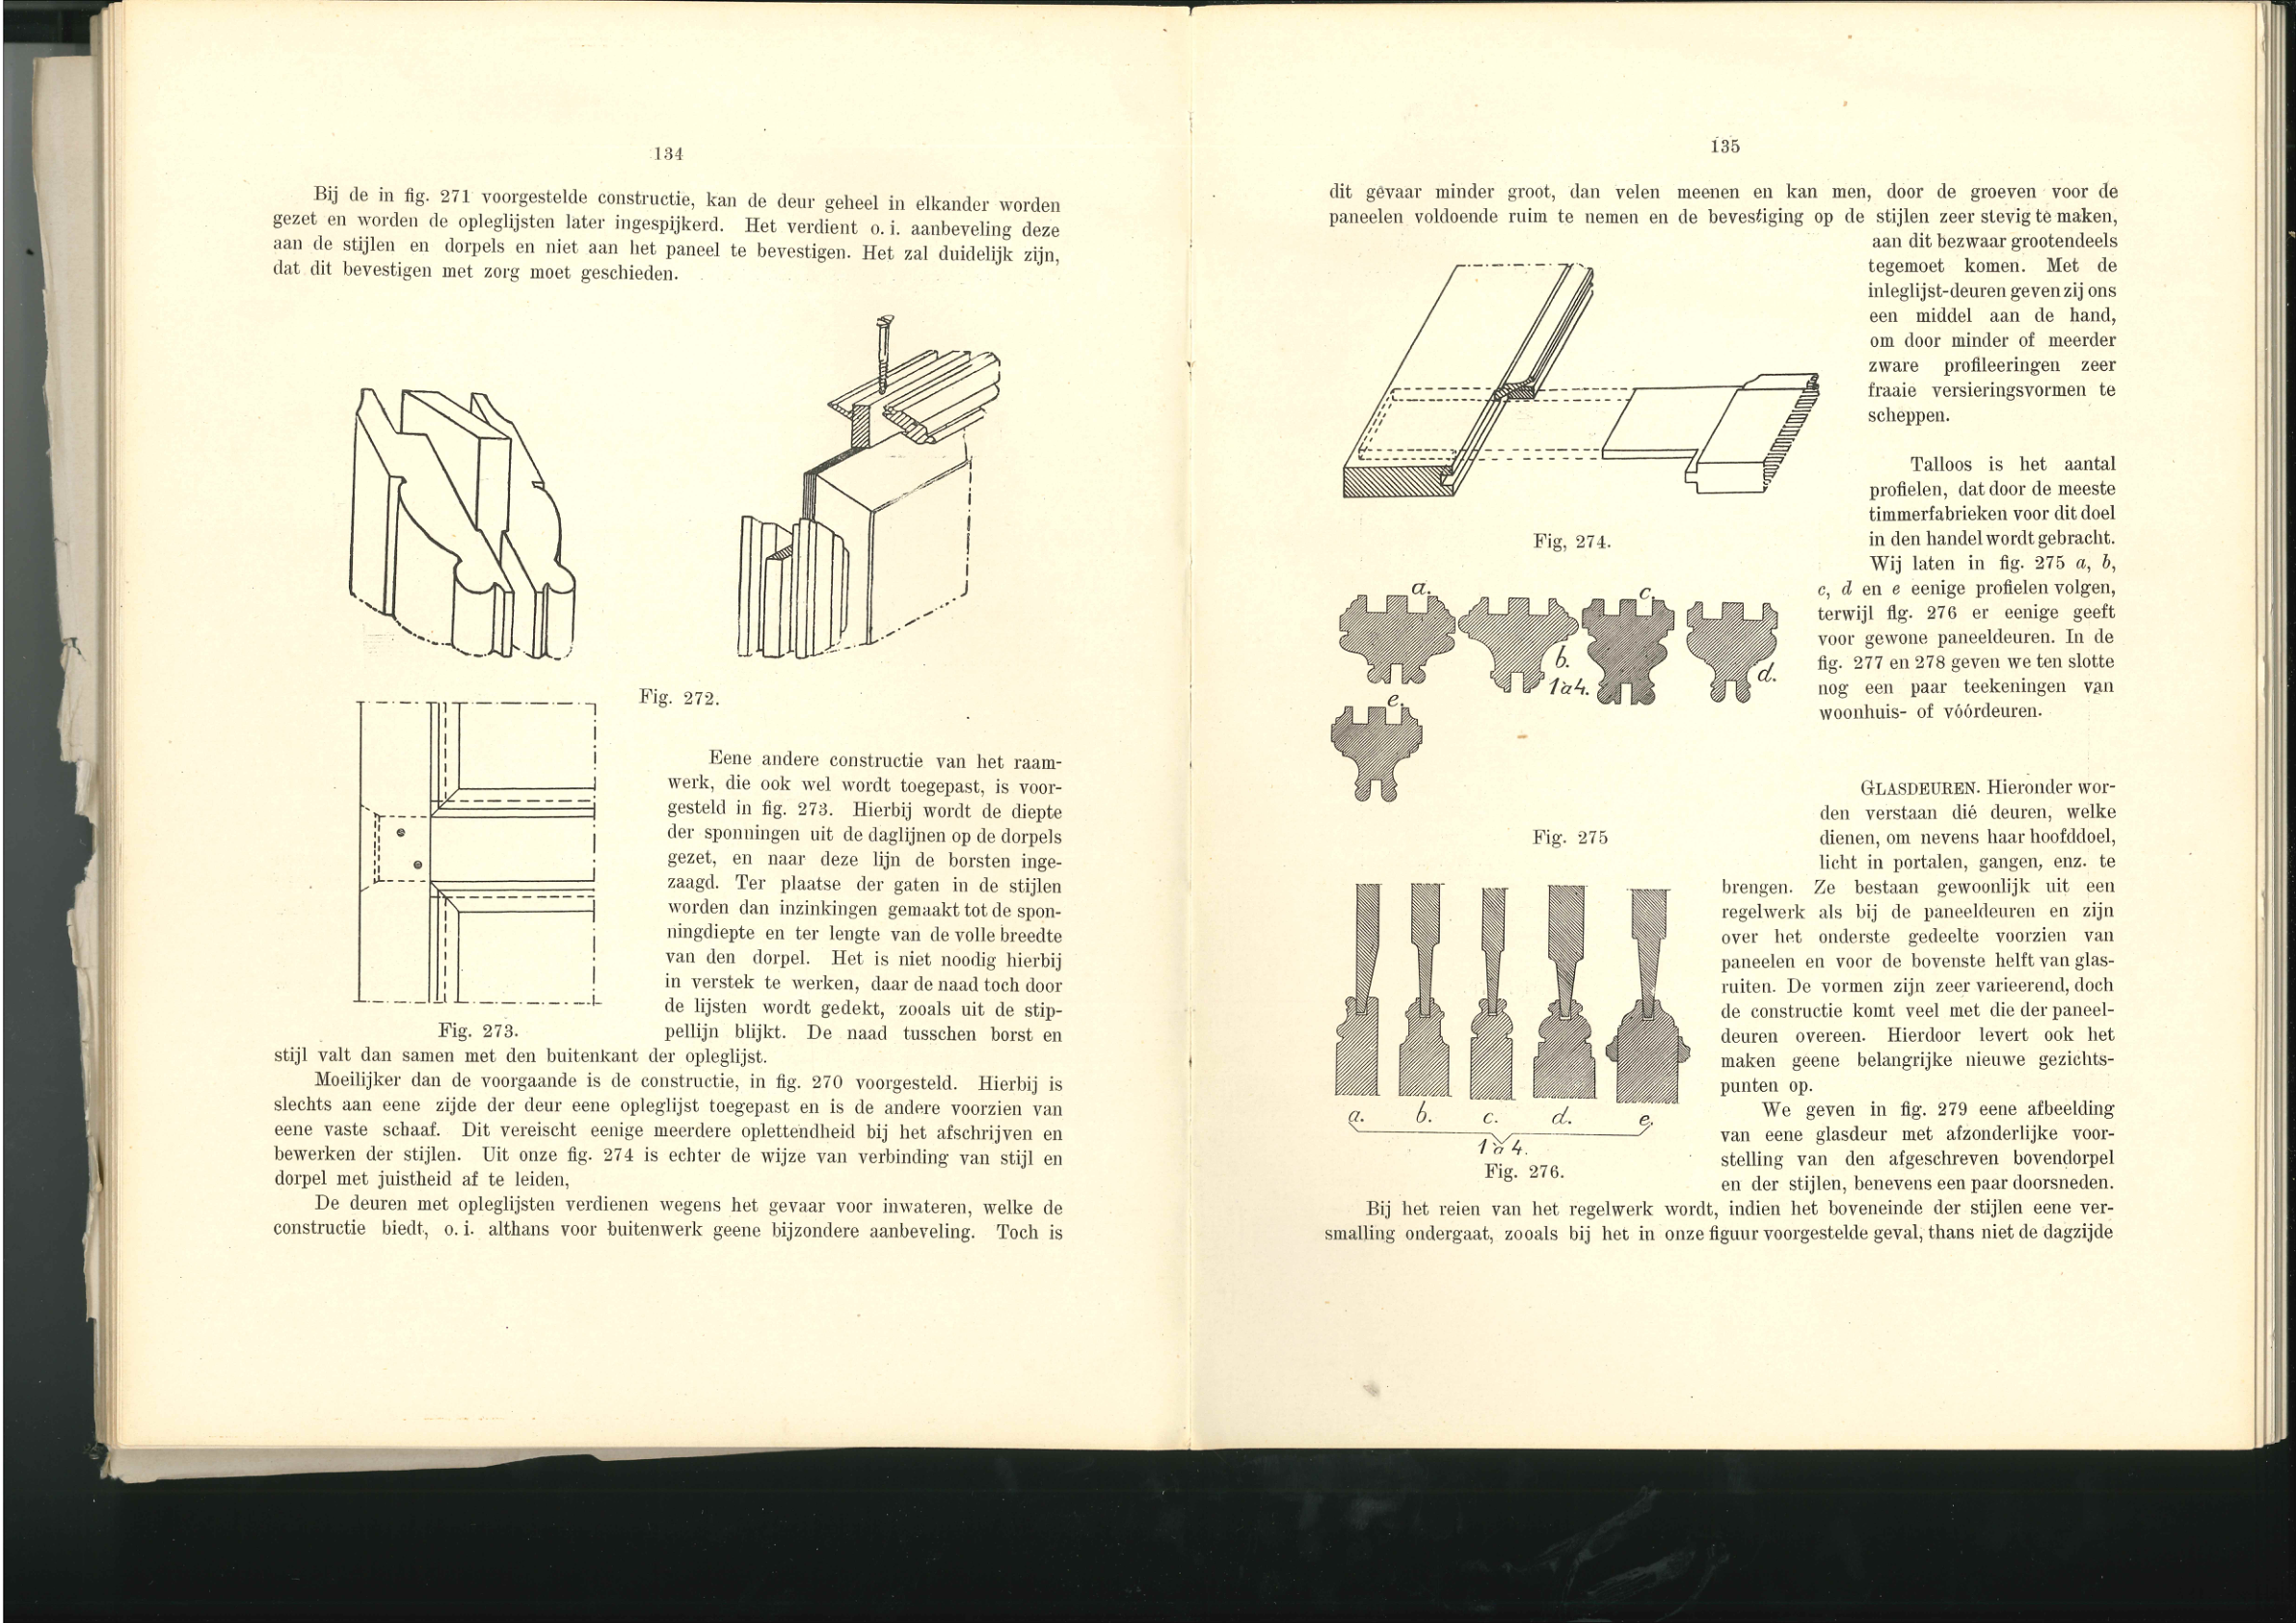 134
Bij de in fig. 271 voorgestelde constructie, kan de deur geheel in elkander worden
gezet en worden de opleglijsten later ingespijkerd. Het verdient o. i. aanbeveling deze
aan de stijlen en dorpels en niet aan het paneel te bevestigen. Het zal duidelijk zijn,
dat dit bevestigen met zorg moet geschieden.
Fig. 272.
Eene andere constructie van het raam-
werk, die ook wel wordt toegepast, is voor-
gesteld in fig. 273. Hierbij wordt de diepte
der sponningen uit de daglijnen op de dorpels
gezet, en naar deze lijn de borsten inge-
zaagd. Ter plaatse der gaten in de stijlen
worden dan inzinkingen gemaakt tot de spon-
ningdiepte en ter lengte van de volle breedte
van den dorpel. Het is niet noodig hierbij
in verstek te werken, daar de naad toch door
de lijsten wordt gedekt, zooals uit de stip-
pellijn blijkt. De naad tusschen borst en
Fig. 273.
stijl valt dan samen met den buitenkant der opleglijst.
Moeilijker dan de voorgaande is de constructie, in fig. 270 voorgesteld. Hierbij is
slechts aan eene zijde der deur eene opleglijst toegepast en is de andere voorzien van
eene vaste schaaf. Dit vereischt eenige meerdere oplettendheid bij het afschrijven en
bewerken der stijlen. Uit onze fig. 274 is echter de wijze van verbinding van stijl en
dorpel met juistheid af te leiden,
De deuren met opleglijsten verdienen wegens het gevaar voor inwateren, welke de
constructie biedt, o. i. althans voor buitenwerk geene bijzondere aanbeveling. Toch is
135
dit gevaar minder groot, dan velen meenen en kan men, door de groeven voor de
paneelen voldoende ruim te nemen en de bevestiging op de stijlen zeer stevig te maken,
aan dit bezwaar grootendeels
tegemoet komen. Met de
inleglijst-deuren geven zij ons
een middel aan de hand,
om door minder of meerder
zware profileeringen zeer
fraaie versieringsvormen te
scheppen.
Fig, 274.
Talloos is het aantal
profielen, dat door de meeste
timmerfabrieken voor dit doel
in den handel wordt gebracht.
Wij laten in fig. 275 a, b,
c, d en e eenige profielen volgen,
terwijl fig. 276 er eenige geeft
voor gewone paneeldeuren. In de
fig. 277 en 278 geven we ten slotte
nog een paar teekeningen van
woonhuis- of vóórdeuren.
a.
c.
b.
1 à 4.
d.
e.
Fig. 275
GLASDEUREN. Hieronder wor-
den verstaan dié deuren, welke
dienen, om nevens haar hoofddoel,
licht in portalen, gangen, enz. te
brengen. Ze bestaan gewoonlijk uit een
regelwerk als bij de paneeldeuren en zijn
over het onderste gedeelte voorzien van
paneelen en voor de bovenste helft van glas-
ruiten. De vormen zijn zeer varieerend, doch
de constructie komt veel met die der paneel-
deuren overeen. Hierdoor levert ook het
maken geene belangrijke nieuwe gezichts-
punten op.
We geven in fig. 279 eene afbeelding
van eene glasdeur met afzonderlijke voor-
stelling van den afgeschreven bovendorpel
en der stijlen, benevens een paar doorsneden.
a. b. c. d. e.
1 à 4.
Fig. 276.
Bij het reien van het regelwerk wordt, indien het boveneinde der stijlen eene ver-
smalling ondergaat, zooals bij het in onze figuur voorgestelde geval, thans niet de dagzijde